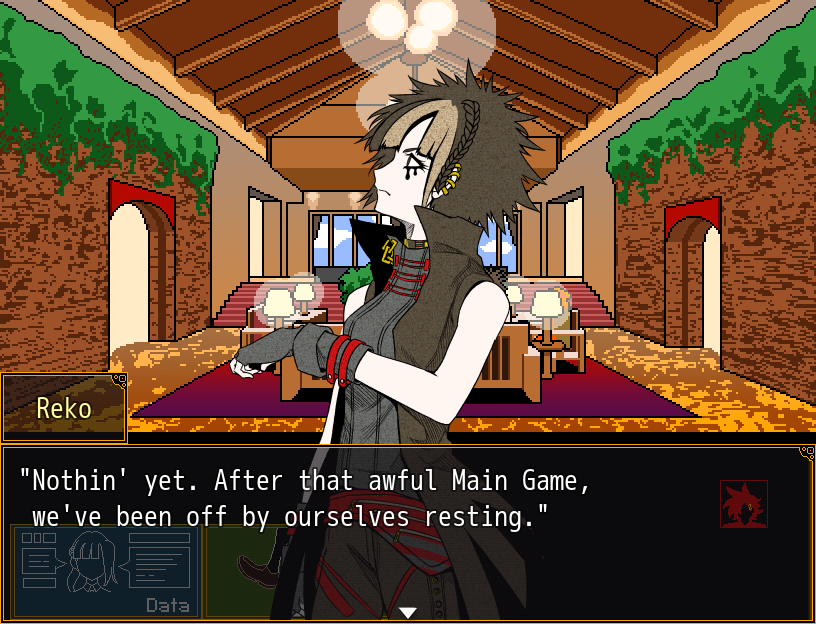 Reko
"Nothin' yet. After that awful Main Game,
we've been off by ourselves resting."
Data